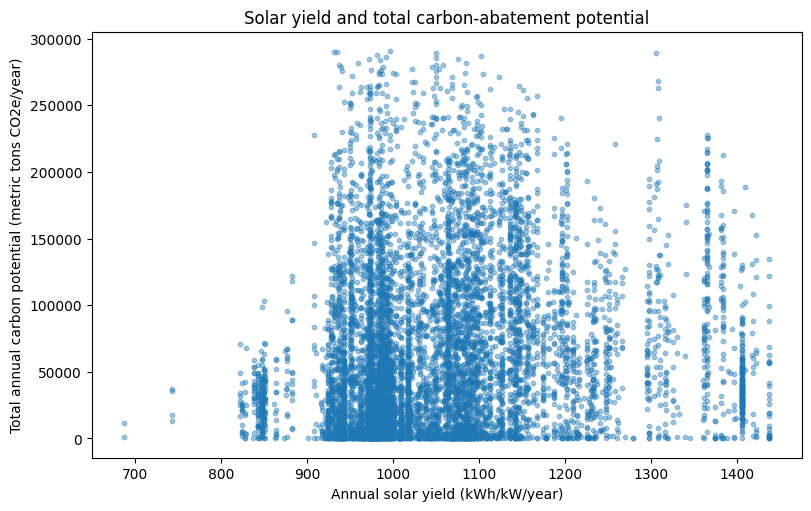 Solar yield and total carbon-abatement potential
Total annual carbon potential (metric tons CO2e/year)
300000
250000
200000
150000
100000
50000
0
700 800 900 1000 1100 1200 1300 1400
Annual solar yield (kWh/kW/year)